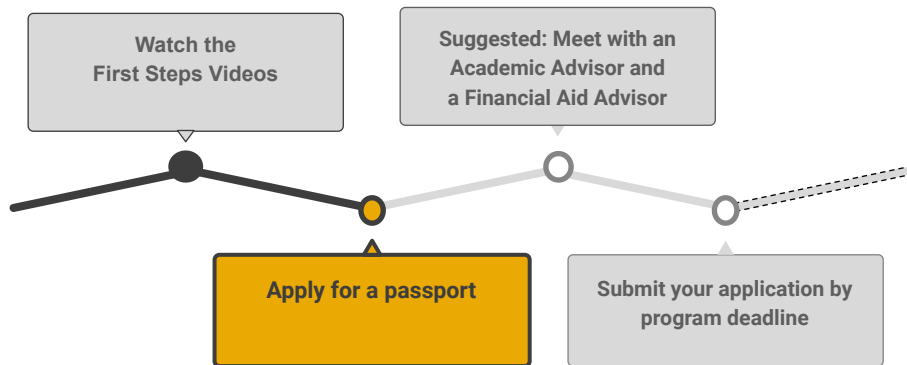 Watch the
First Steps Videos
Apply for a passport
Suggested: Meet with an
Academic Advisor and
a Financial Aid Advisor
Submit your application by
program deadline